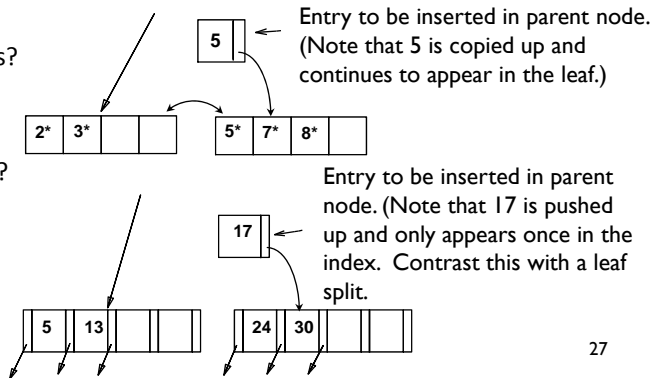 Entry to be inserted in parent node.
(Note that 5 is copied up and
continues to appear in the leaf.)
s?
5
2* 3*
5* 7* 8*
?
Entry to be inserted in parent
node. (Note that 17 is pushed
up and only appears once in the
index. Contrast this with a leaf
split.
17
5 13
24 30
27